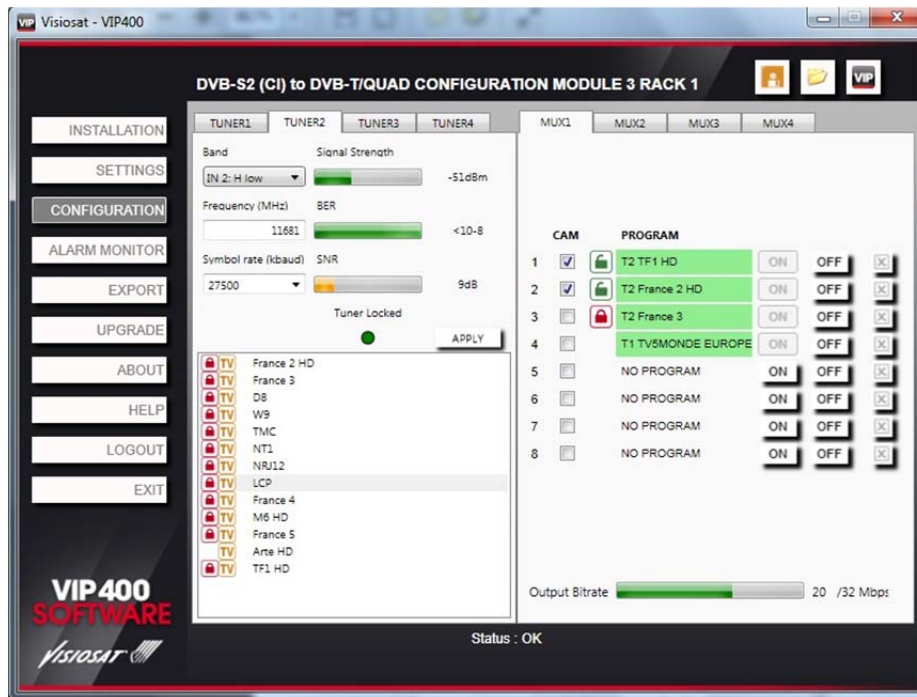 VIP Visiosat - VIP400
DVB-S2 (CI) to DVB-T/QUAD CONFIGURATION MODULE 3 RACK 1
VIP
INSTALLATION
SETTINGS
CONFIGURATION
ALARM MONITOR
EXPORT
UPGRADE
ABOUT
HELP
LOGOUT
EXIT
VIP400
SOFTWARE
VISIOSAT
TUNER1 TUNER2 TUNER3 TUNER4
Band Signal Strength
IN 2: H low -51dBm
Frequency (MHz) BER
11681 <10-8
Symbol rate (kbaud) SNR
27500 9dB
Tuner Locked
APPLY
TV France 2 HD
TV France 3
TV D8
TV W9
TV TMC
TV NT1
TV NRJ12
TV LCP
TV France 4
TV M6 HD
TV France 5
TV Arte HD
TV TF1 HD
MUX1 MUX2 MUX3 MUX4
CAM PROGRAM
1 T2 TF1 HD ON OFF X
2 T2 France 2 HD ON OFF X
3 T2 France 3 ON OFF X
4 T1 TV5MONDE EUROPE ON OFF X
5 NO PROGRAM ON OFF X
6 NO PROGRAM ON OFF X
7 NO PROGRAM ON OFF X
8 NO PROGRAM ON OFF X
Output Bitrate 20 /32 Mbps
Status : OK